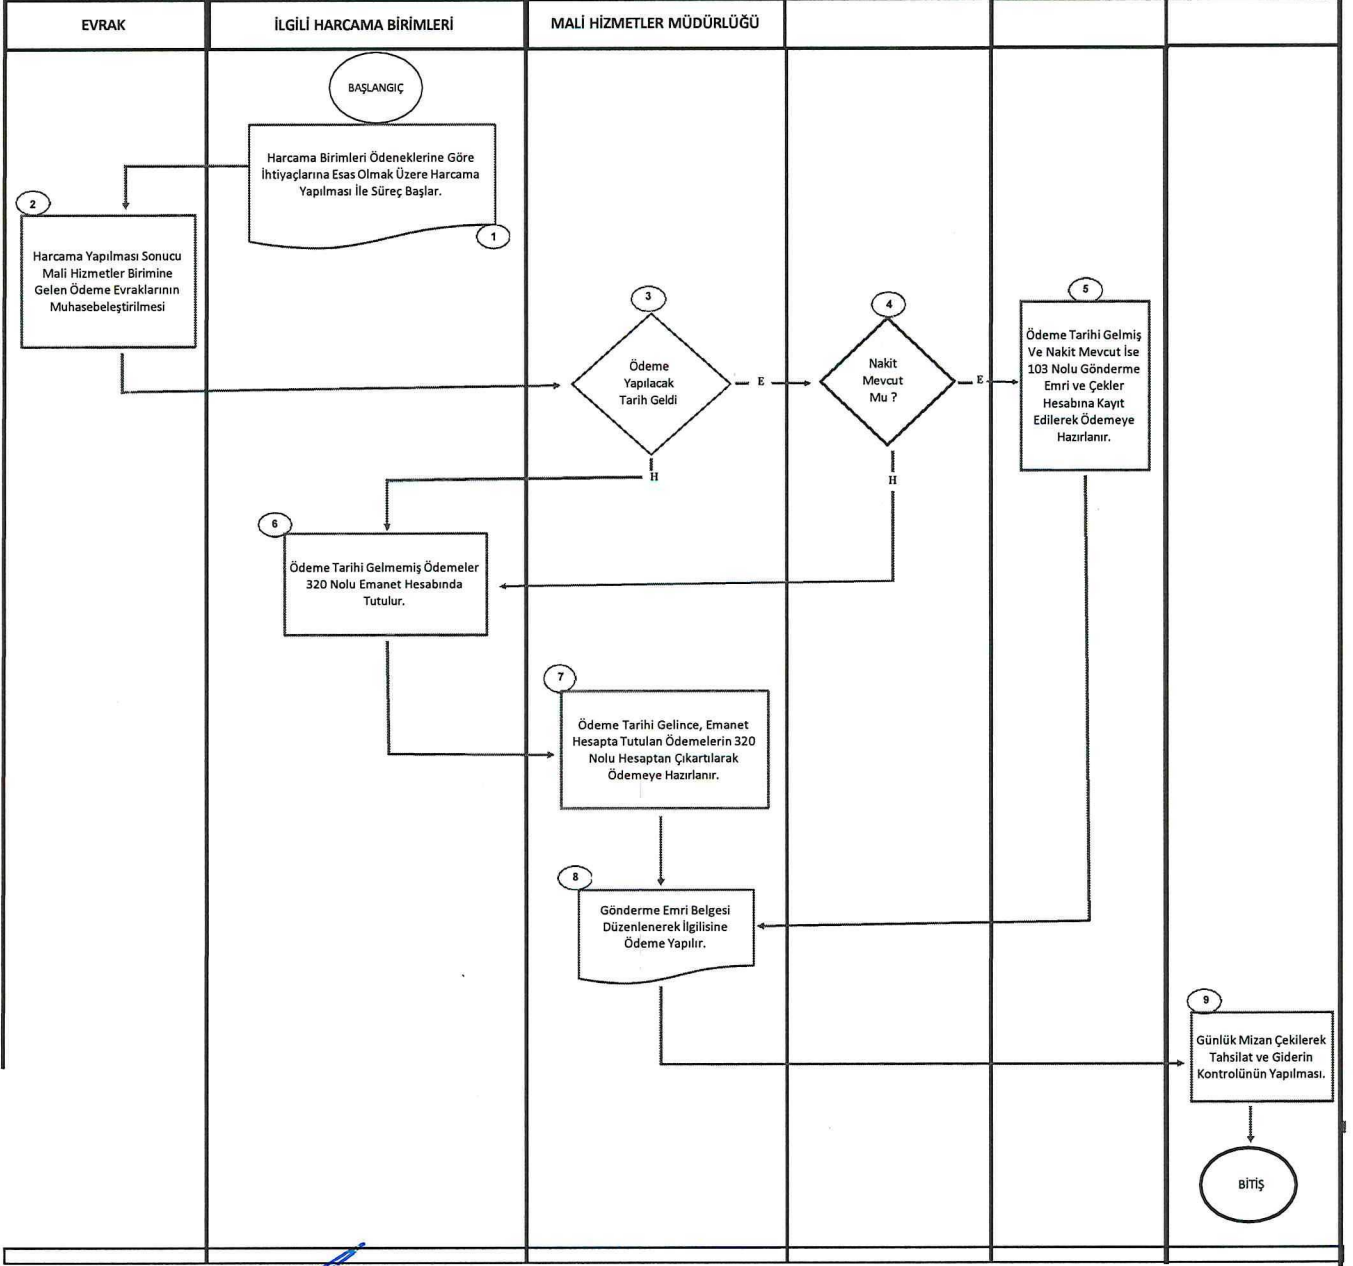 EVRAK
İLGİLİ HARCAMA BİRİMLERİ
MALİ HİZMETLER MÜDÜRLÜĞÜ
BAŞLANGIÇ
Harcama Birimleri Ödeneklerine Göre
İhtiyaçlarına Esas Olmak Üzere Harcama
Yapılması İle Süreç Başlar.
1
2
Harcama Yapılması Sonucu
Mali Hizmetler Birimine
Gelen Ödeme Evraklarının
Muhasebeleştirilmesi
3
Ödeme
Yapılacak
Tarih Geldi
E
H
4
Nakit
Mevcut
Mu ?
E
H
5
Ödeme Tarihi Gelmiş
Ve Nakit Mevcut İse
103 Nolu Gönderme
Emri ve Çekler
Hesabına Kayıt
Edilerek Ödemeye
Hazırlanır.
6
Ödeme Tarihi Gelmemiş Ödemeler
320 Nolu Emanet Hesabında
Tutulur.
7
Ödeme Tarihi Gelince, Emanet
Hesapta Tutulan Ödemelerin 320
Nolu Hesaptan Çıkartılarak
Ödemeye Hazırlanır.
8
Gönderme Emri Belgesi
Düzenlenerek İlgilisine
Ödeme Yapılır.
9
Günlük Mizan Çekilerek
Tahsilat ve Giderin
Kontrolünün Yapılması.
BİTİŞ